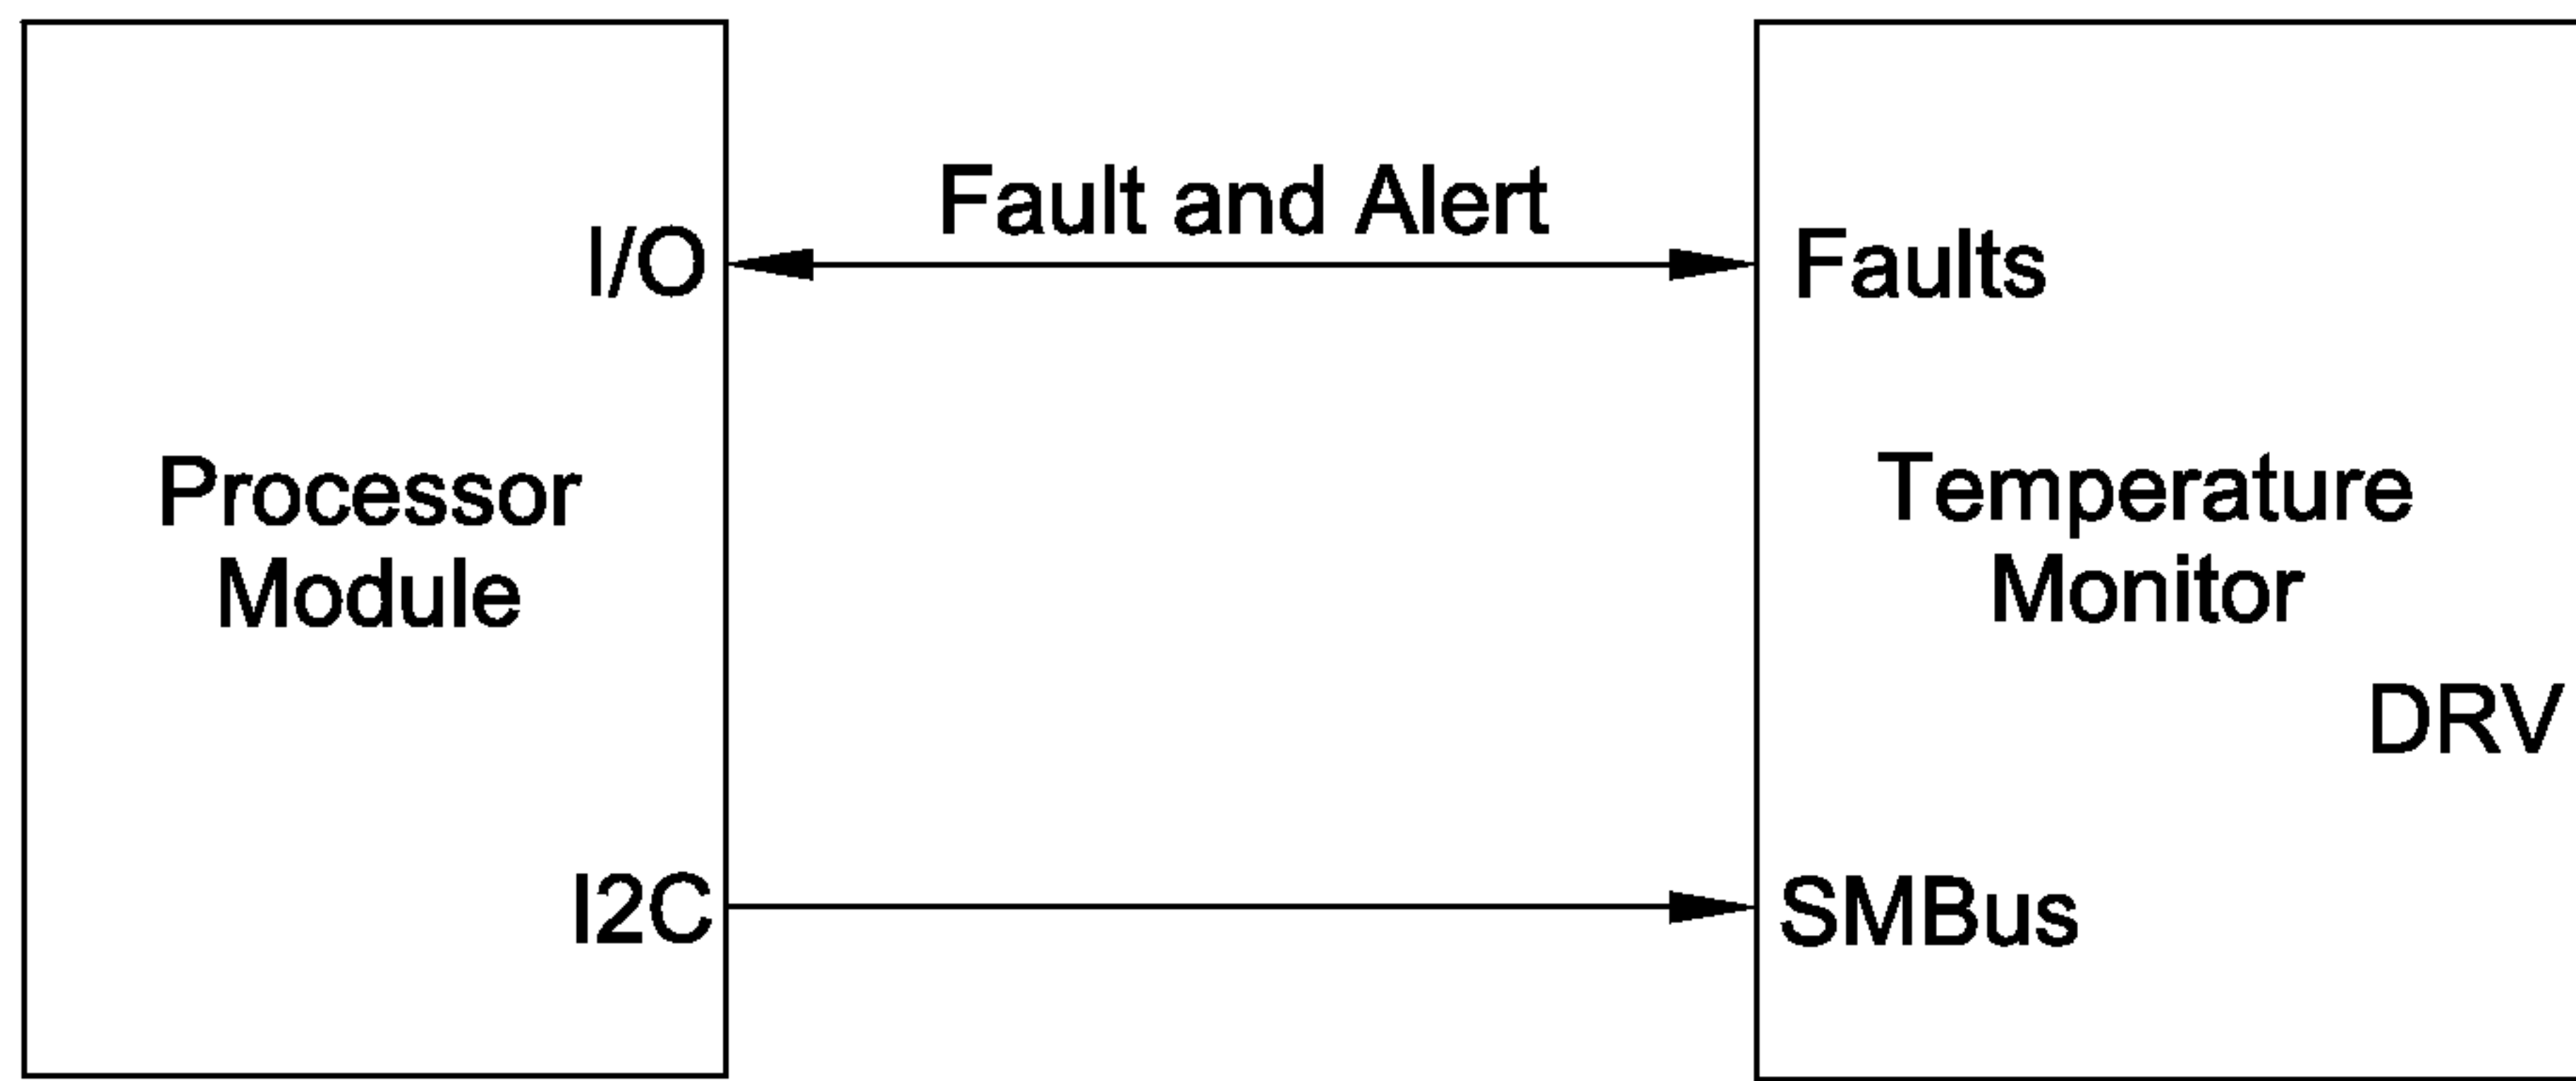 Fault and Alert
I/O
Faults
Processor
Module
Temperature
Monitor
DRV
I2C
SMBus